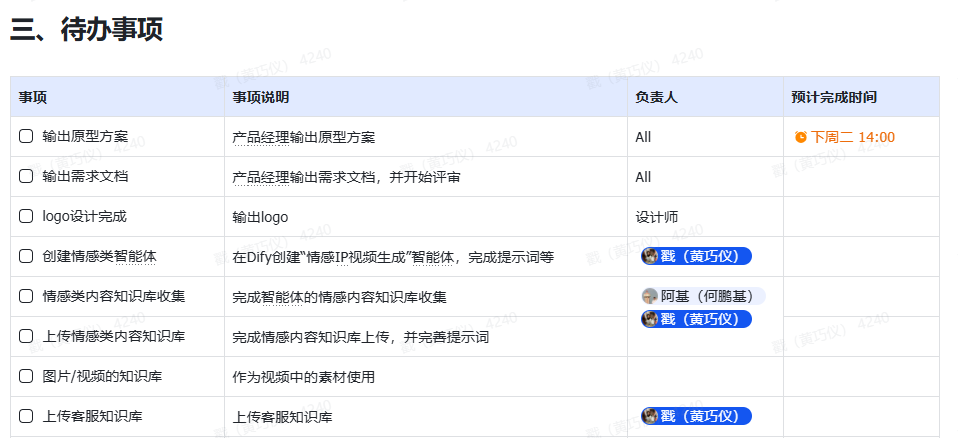 三、待办事项
事项 事项说明 负责人 预计完成时间
输出原型方案 产品经理输出原型方案 All 下周二 14:00
输出需求文档 产品经理输出需求文档，并开始评审 All
logo设计完成 输出logo 设计师
创建情感类智能体 在Dify创建“情感IP视频生成”智能体，完成提示词等 戳（黄巧仪）
情感类内容知识库收集 完成智能体的情感内容知识库收集 阿基（何鹏基）
戳（黄巧仪）
上传情感类内容知识库 完成情感内容知识库上传，并完善提示词
图片/视频的知识库 作为视频中的素材使用
上传客服知识库 上传客服知识库 戳（黄巧仪）
戳（黄巧仪） 4240